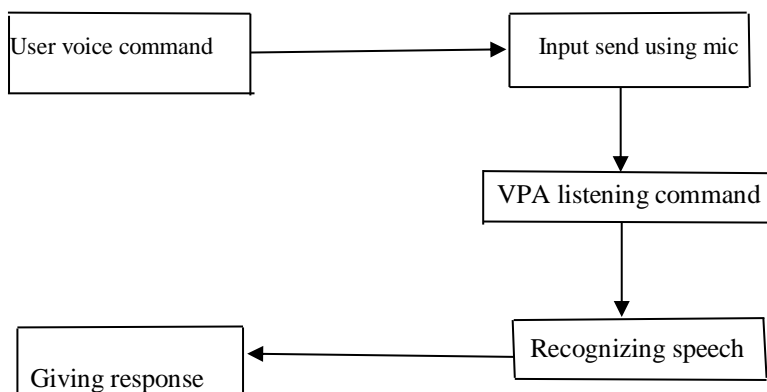 User voice command
Input send using mic
VPA listening command
Recognizing speech
Giving response